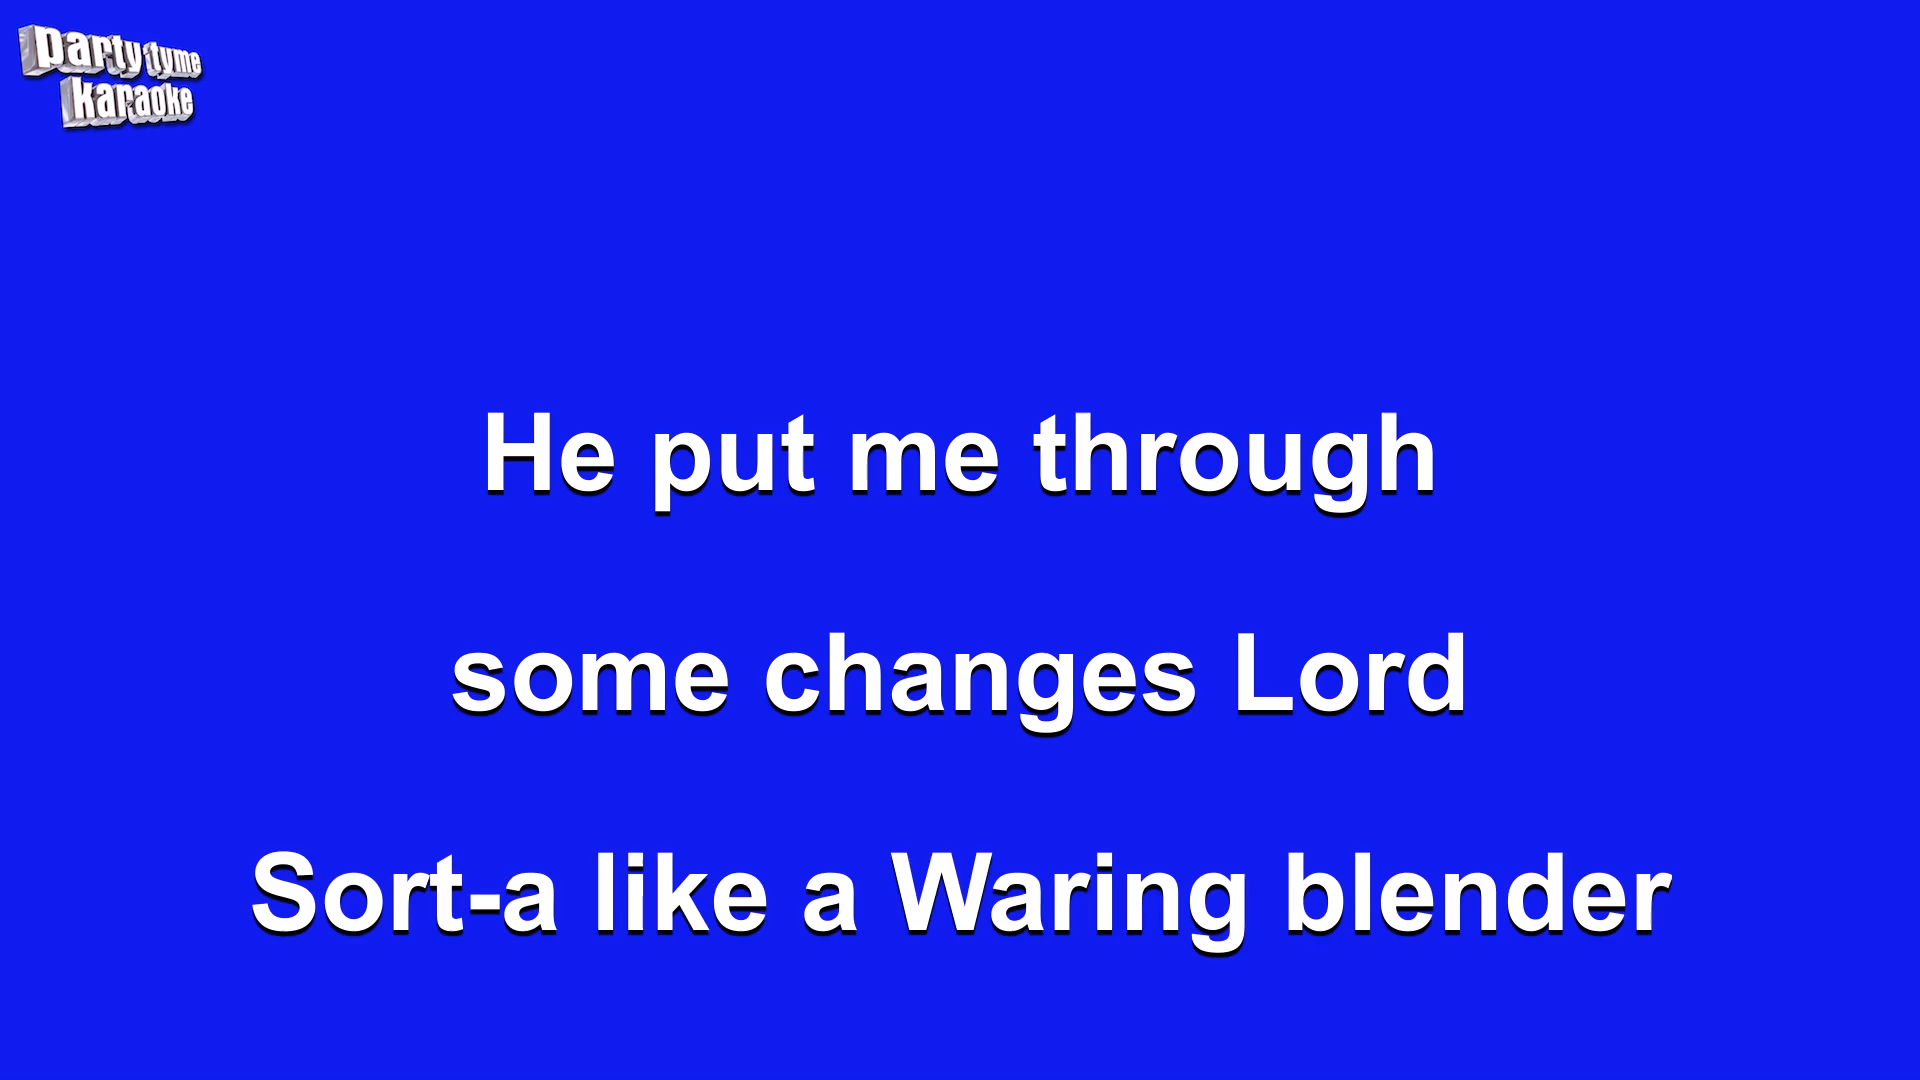 party tyme
karaoke
He put me through
some changes Lord
Sort-a like a Waring blender